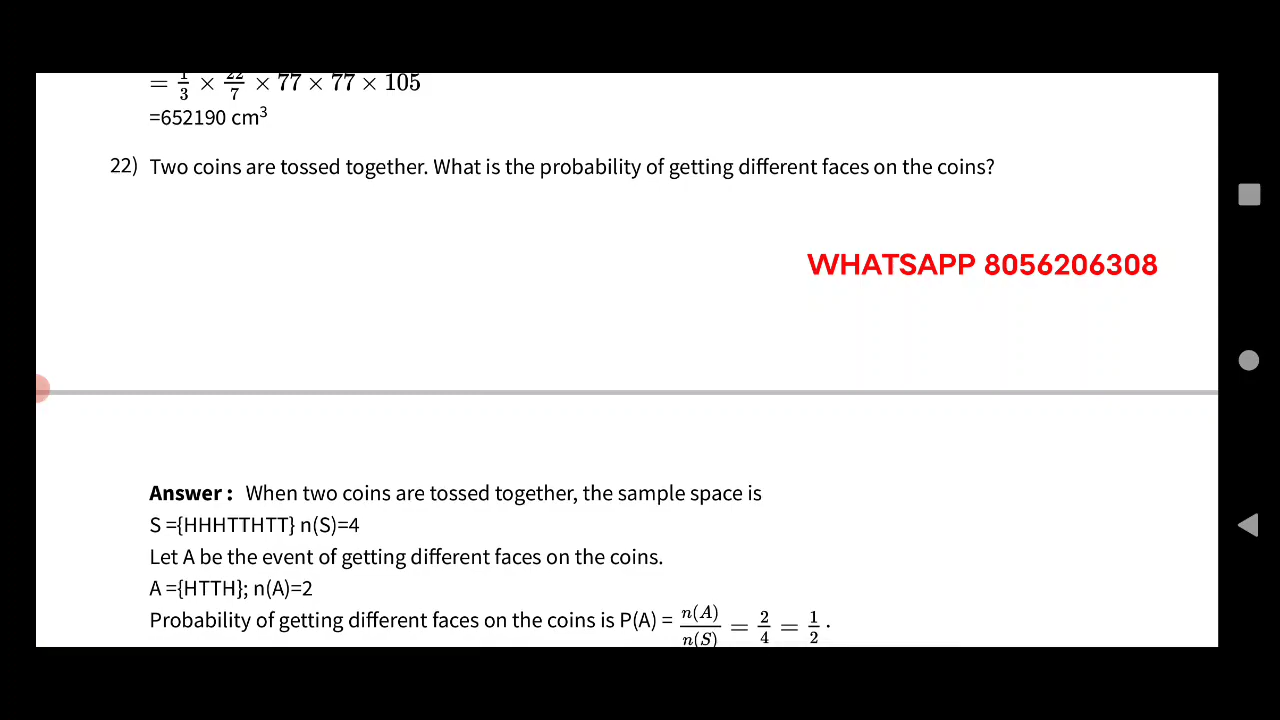 = 1/3 × 22/7 × 77 × 77 × 105
=652190 cm³
22) Two coins are tossed together. What is the probability of getting different faces on the coins?
WHATSAPP 8056206308
Answer : When two coins are tossed together, the sample space is
S ={HHHTTHTT} n(S)=4
Let A be the event of getting different faces on the coins.
A ={HTTH}; n(A)=2
Probability of getting different faces on the coins is P(A) = n(A)/n(S) = 2/4 = 1/2 .